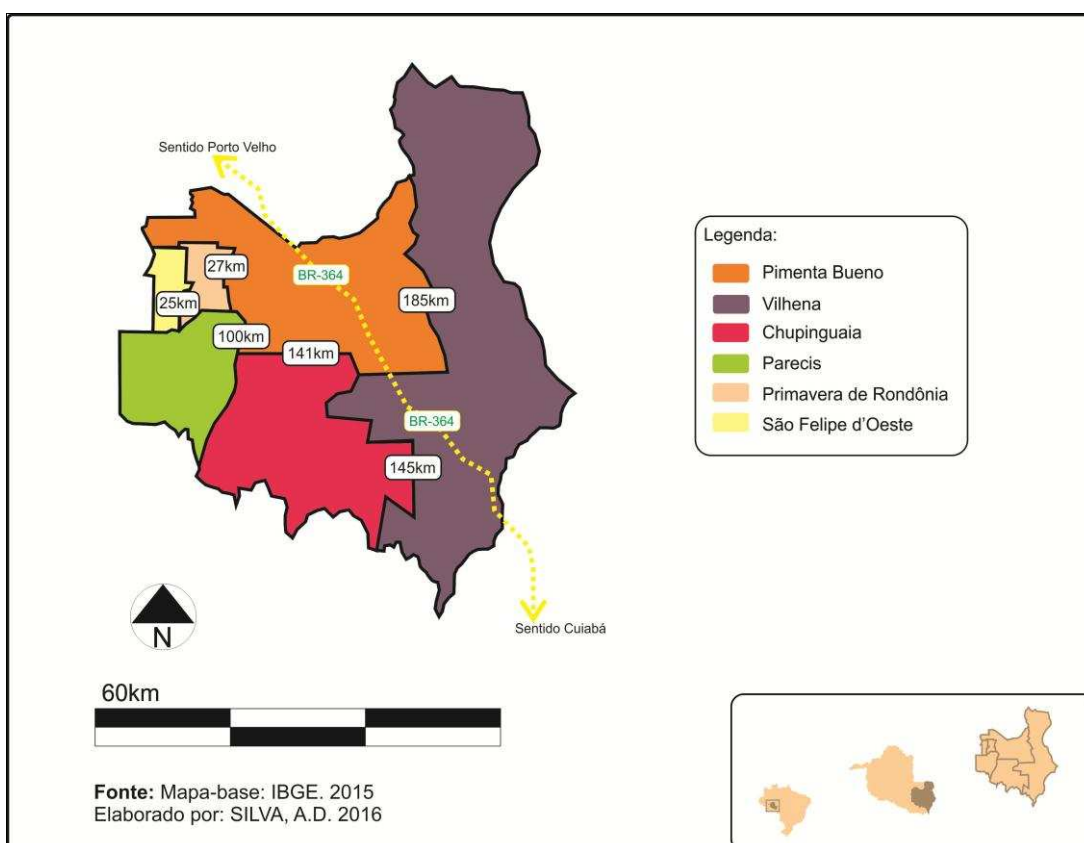 Sentido Porto Velho
27km
BR-364
185km
25km
100km
141km
BR-364
145km
Sentido Cuiabá
Legenda:
Pimenta Bueno
Vilhena
Chupinguaia
Parecis
Primavera de Rondônia
São Felipe d'Oeste
N
60km
Fonte: Mapa-base: IBGE. 2015
Elaborado por: SILVA, A.D. 2016